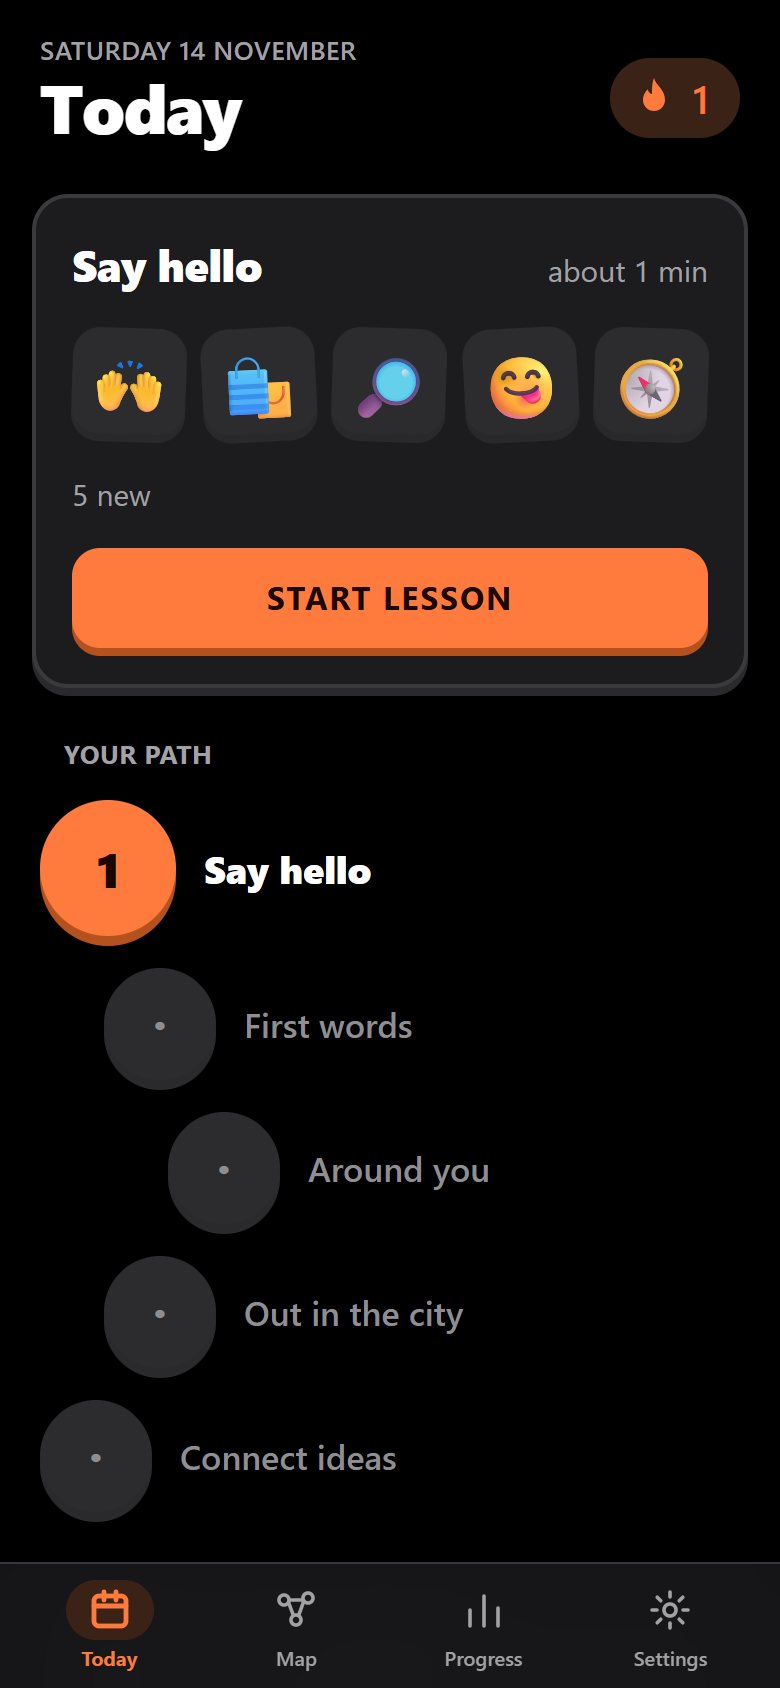 SATURDAY 14 NOVEMBER
Today
1
Say hello
about 1 min
5 new
START LESSON
YOUR PATH
1
Say hello
First words
Around you
Out in the city
Connect ideas
Today
Map
Progress
Settings